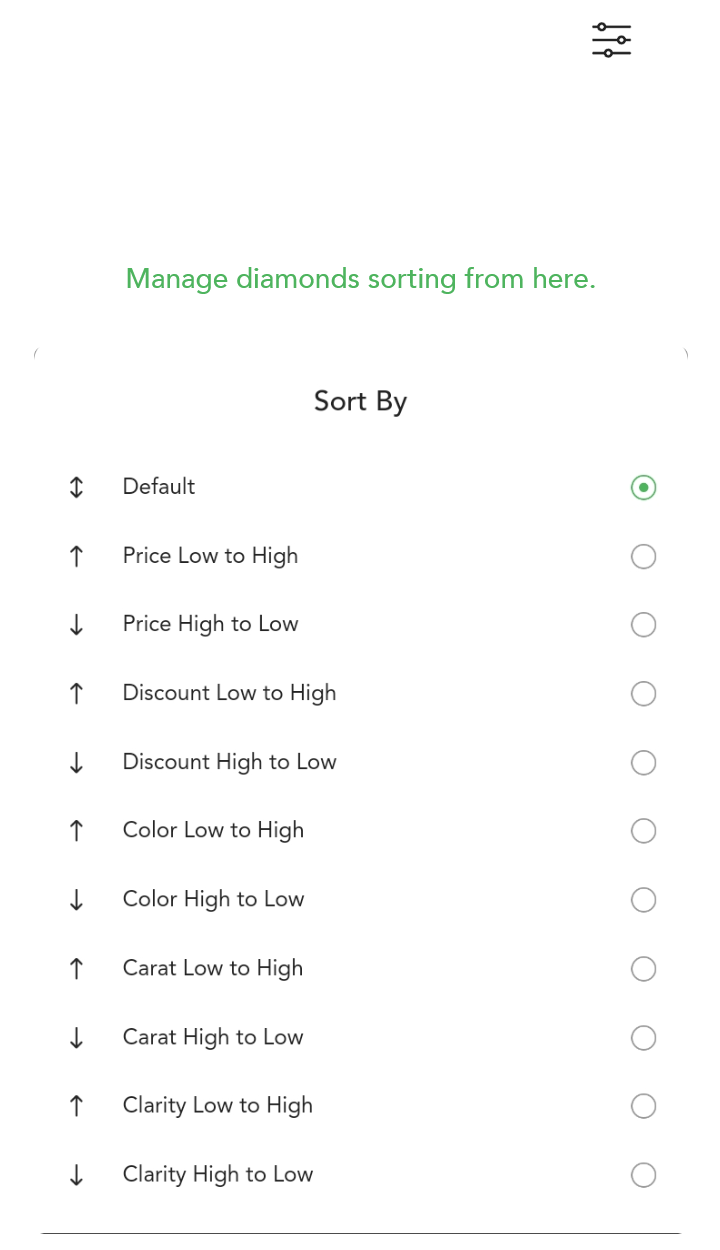 Manage diamonds sorting from here.
Sort By
Default
Price Low to High
Price High to Low
Discount Low to High
Discount High to Low
Color Low to High
Color High to Low
Carat Low to High
Carat High to Low
Clarity Low to High
Clarity High to Low